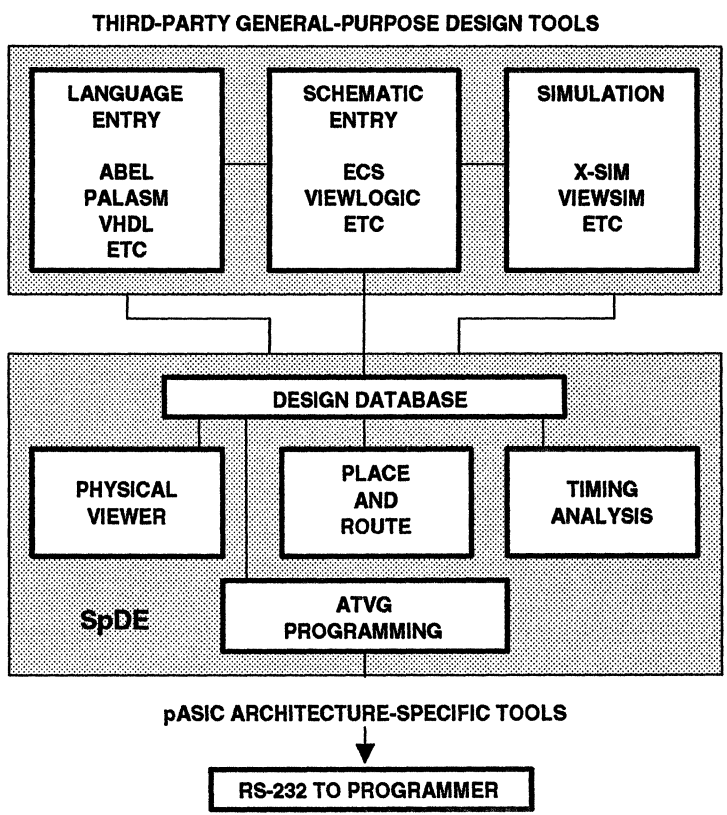 THIRD-PARTY GENERAL-PURPOSE DESIGN TOOLS
LANGUAGE
ENTRY
ABEL
PALASM
VHDL
ETC
SCHEMATIC
ENTRY
ECS
VIEWLOGIC
ETC
SIMULATION
X-SIM
VIEWSIM
ETC
DESIGN DATABASE
PHYSICAL
VIEWER
PLACE
AND
ROUTE
TIMING
ANALYSIS
SpDE
ATVG
PROGRAMMING
pASIC ARCHITECTURE-SPECIFIC TOOLS
RS-232 TO PROGRAMMER